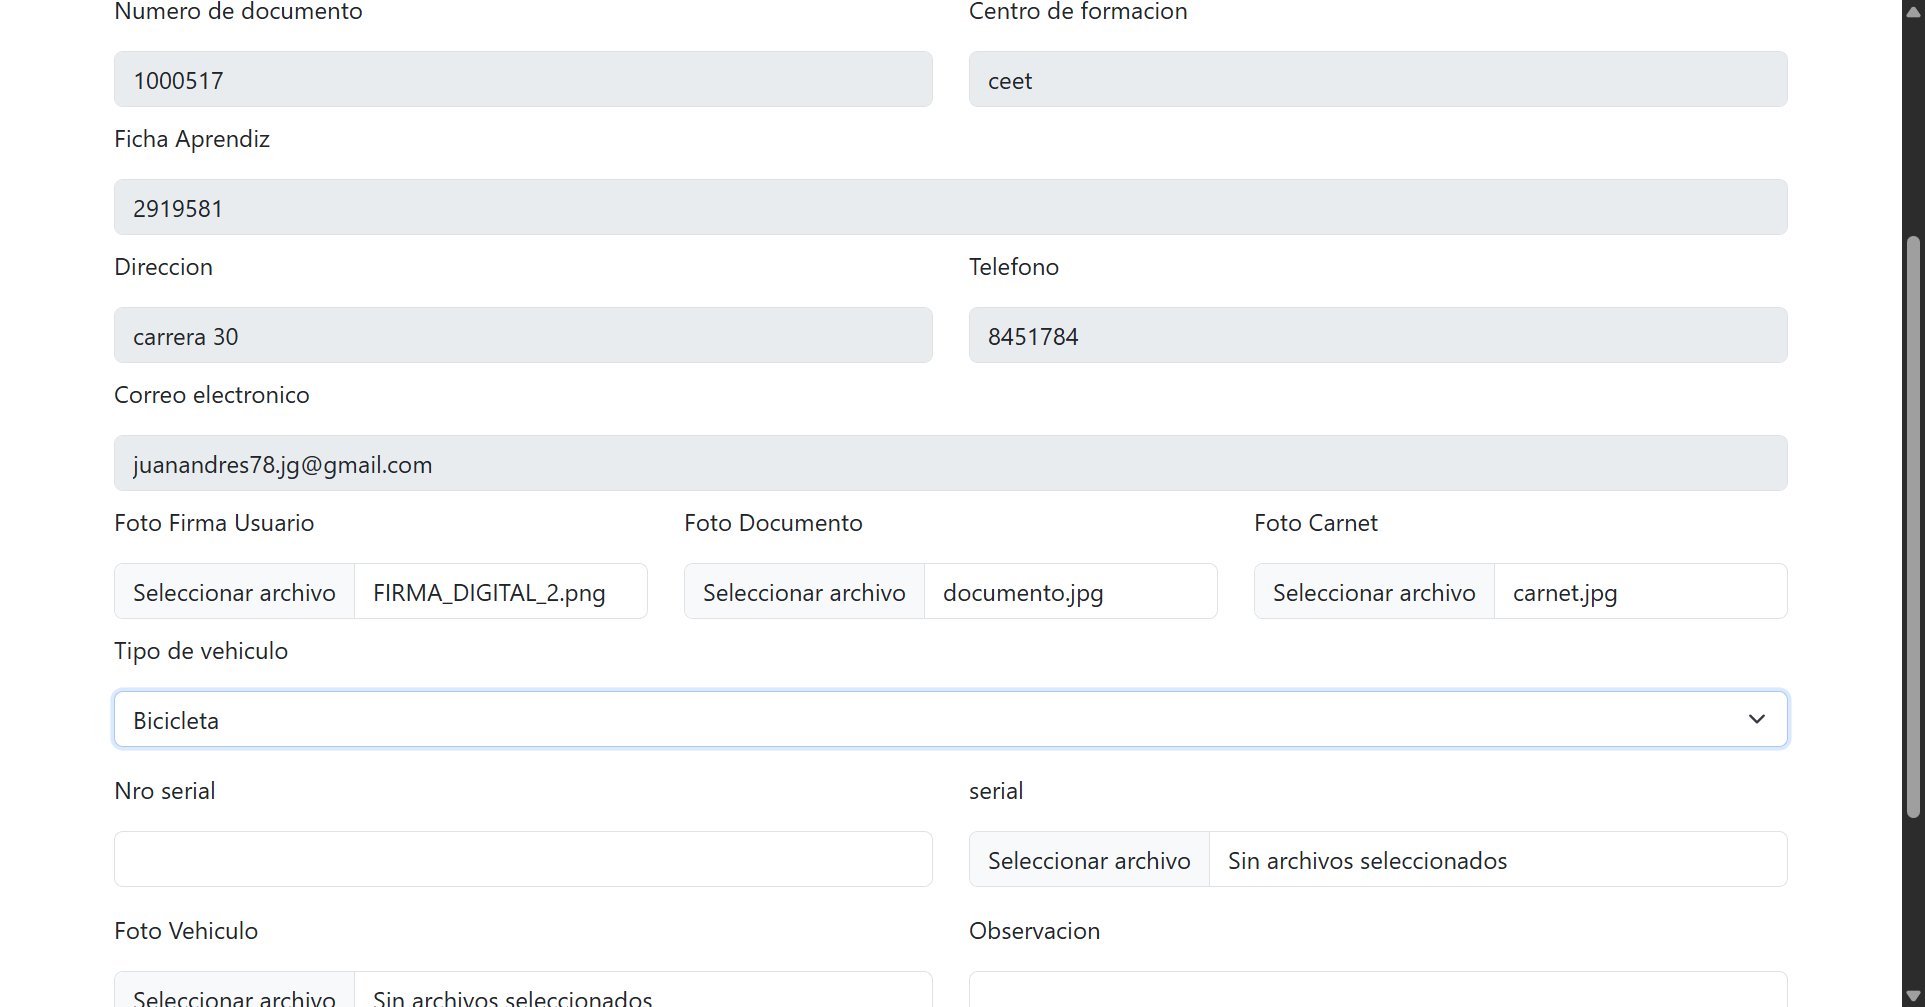 Numero de documento
Centro de formacion
1000517
ceet
Ficha Aprendiz
2919581
Direccion
Telefono
carrera 30
8451784
Correo electronico
juanandres78.jg@gmail.com
Foto Firma Usuario
Foto Documento
Foto Carnet
Seleccionar archivo FIRMA_DIGITAL_2.png
Seleccionar archivo documento.jpg
Seleccionar archivo carnet.jpg
Tipo de vehiculo
Bicicleta
Nro serial
serial
Seleccionar archivo Sin archivos seleccionados
Foto Vehiculo
Observacion
Seleccionar archivo Sin archivos seleccionados